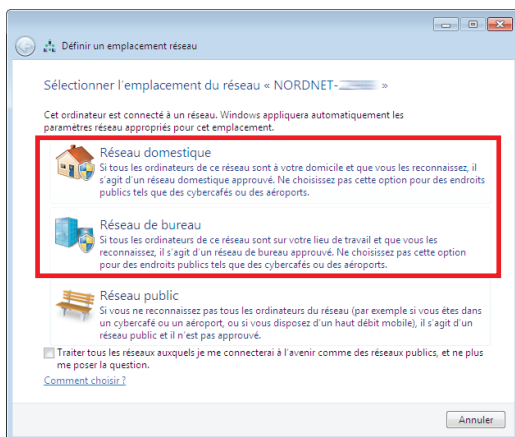 Définir un emplacement réseau
Sélectionner l'emplacement du réseau « NORDNET- »
Cet ordinateur est connecté à un réseau. Windows appliquera automatiquement les
paramètres réseau appropriés pour cet emplacement.
Réseau domestique
Si tous les ordinateurs de ce réseau sont à votre domicile et que vous les reconnaissez, il
s'agit d'un réseau domestique approuvé. Ne choisissez pas cette option pour des endroits
publics tels que des cybercafés ou des aéroports.
Réseau de bureau
Si tous les ordinateurs de ce réseau sont sur votre lieu de travail et que vous les
reconnaissez, il s'agit d'un réseau de bureau approuvé. Ne choisissez pas cette option
pour des endroits publics tels que des cybercafés ou des aéroports.
Réseau public
Si vous ne reconnaissez pas tous les ordinateurs du réseau (par exemple si vous êtes dans
un cybercafé ou un aéroport, ou si vous disposez d'un haut débit mobile), il s'agit d'un
réseau public et il n'est pas approuvé.
Traiter tous les réseaux auxquels je me connecterai à l'avenir comme des réseaux publics, et ne plus
me poser la question.
Comment choisir ?
Annuler